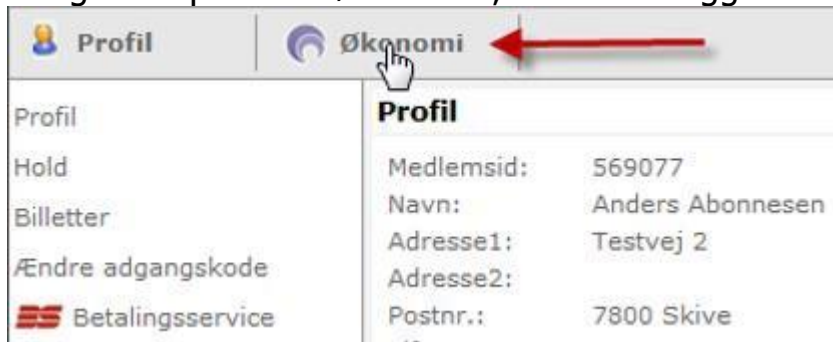 Profil Økonomi
Profil
Hold
Billetter
Ændre adgangskode
BS Betalingsservice
Profil
Medlemsid: 569077
Navn: Anders Abonnesen
Adresse1: Testvej 2
Adresse2:
Postnr.: 7800 Skive